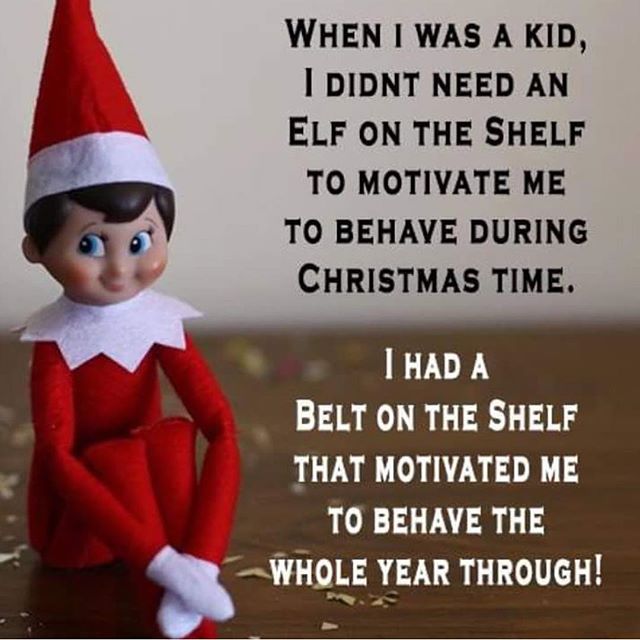 When i was a kid,
I didnt need an
Elf on the Shelf
to motivate me
to behave during
Christmas time.
I had a
Belt on the Shelf
that motivated me
to behave the
whole year through!